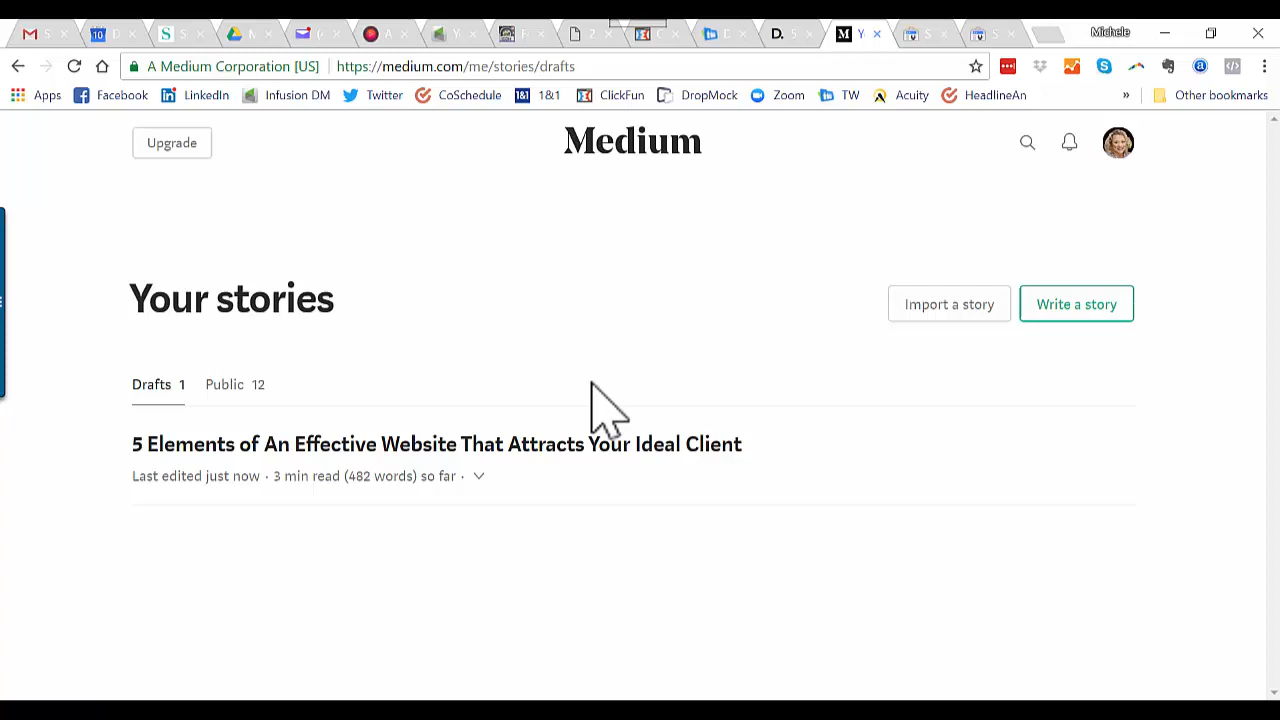 Michele
A Medium Corporation [US] https://medium.com/me/stories/drafts
Apps Facebook LinkedIn Infusion DM Twitter CoSchedule 1&1 ClickFun DropMock Zoom TW Acuity HeadlineAn » Other bookmarks
Upgrade Medium
Your stories
Import a story Write a story
Drafts 1 Public 12
5 Elements of An Effective Website That Attracts Your Ideal Client
Last edited just now · 3 min read (482 words) so far ·